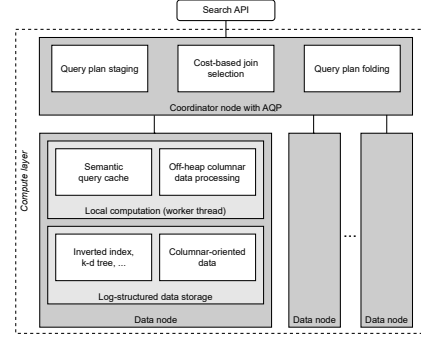 Search API
Compute layer
Query plan staging
Cost-based join
selection
Query plan folding
Coordinator node with AQP
Semantic
query cache
Off-heap columnar
data processing
Local computation (worker thread)
Inverted index,
k-d tree, ...
Columnar-oriented
data
Log-structured data storage
Data node
...
Data node
Data node